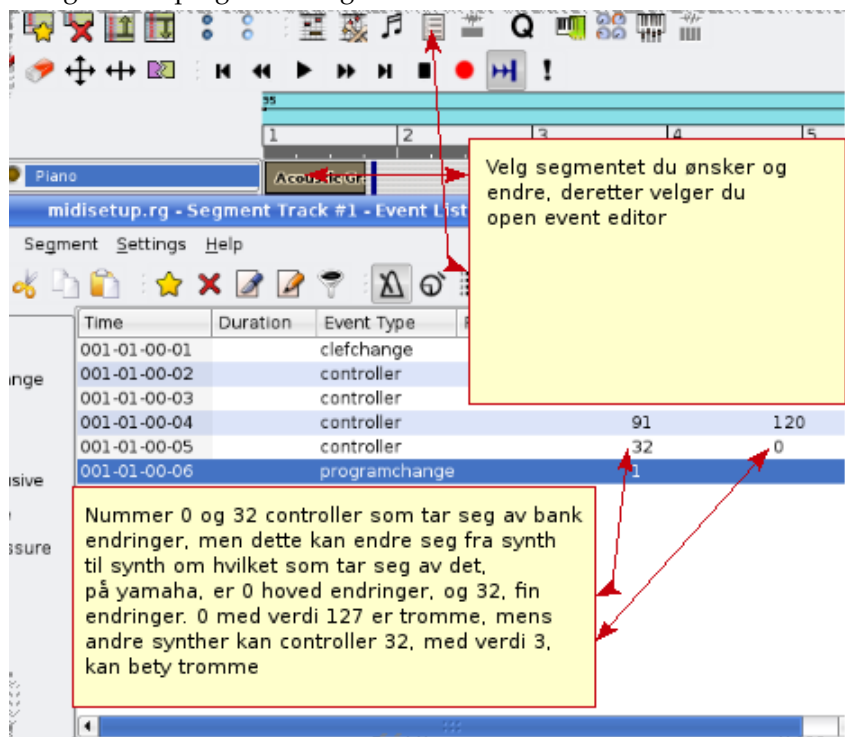 Q
!
35
1 2 3 4 5
Piano
Acoustic Gr
Velg segmentet du ønsker og
endre, deretter velger du
open event editor
midisetup.rg - Segment Track #1 - Event List
Segment Settings Help
Time Duration Event Type
001-01-00-01 clefchange
001-01-00-02 controller
001-01-00-03 controller
001-01-00-04 controller 91 120
001-01-00-05 controller 32 0
001-01-00-06 programchange 1
Nummer 0 og 32 controller som tar seg av bank
endringer, men dette kan endre seg fra synth
til synth om hvilket som tar seg av det,
på yamaha, er 0 hoved endringer, og 32, fin
endringer. 0 med verdi 127 er tromme, mens
andre synther kan controller 32, med verdi 3,
kan bety tromme